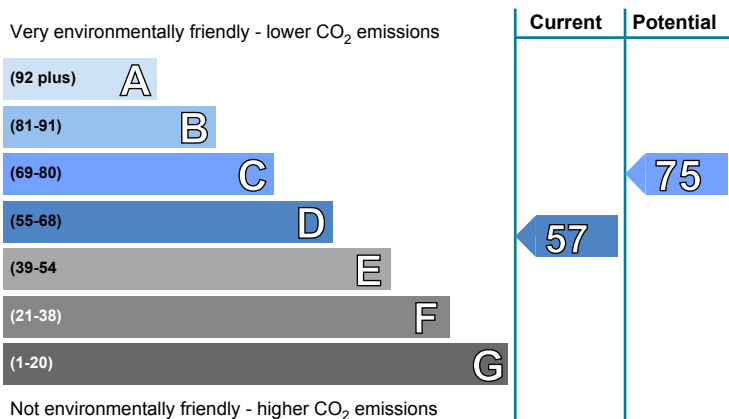 Current Potential
Very environmentally friendly - lower CO2 emissions
(92 plus) A
(81-91) B
(69-80) C
75
(55-68) D
57
(39-54 E
(21-38) F
(1-20) G
Not environmentally friendly - higher CO2 emissions